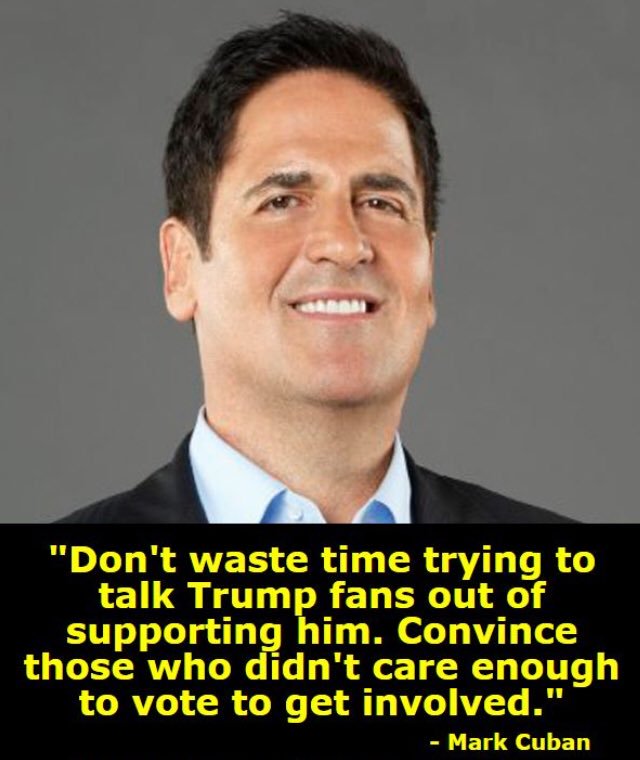 "Don't waste time trying to
talk Trump fans out of
supporting him. Convince
those who didn't care enough
to vote to get involved."
- Mark Cuban